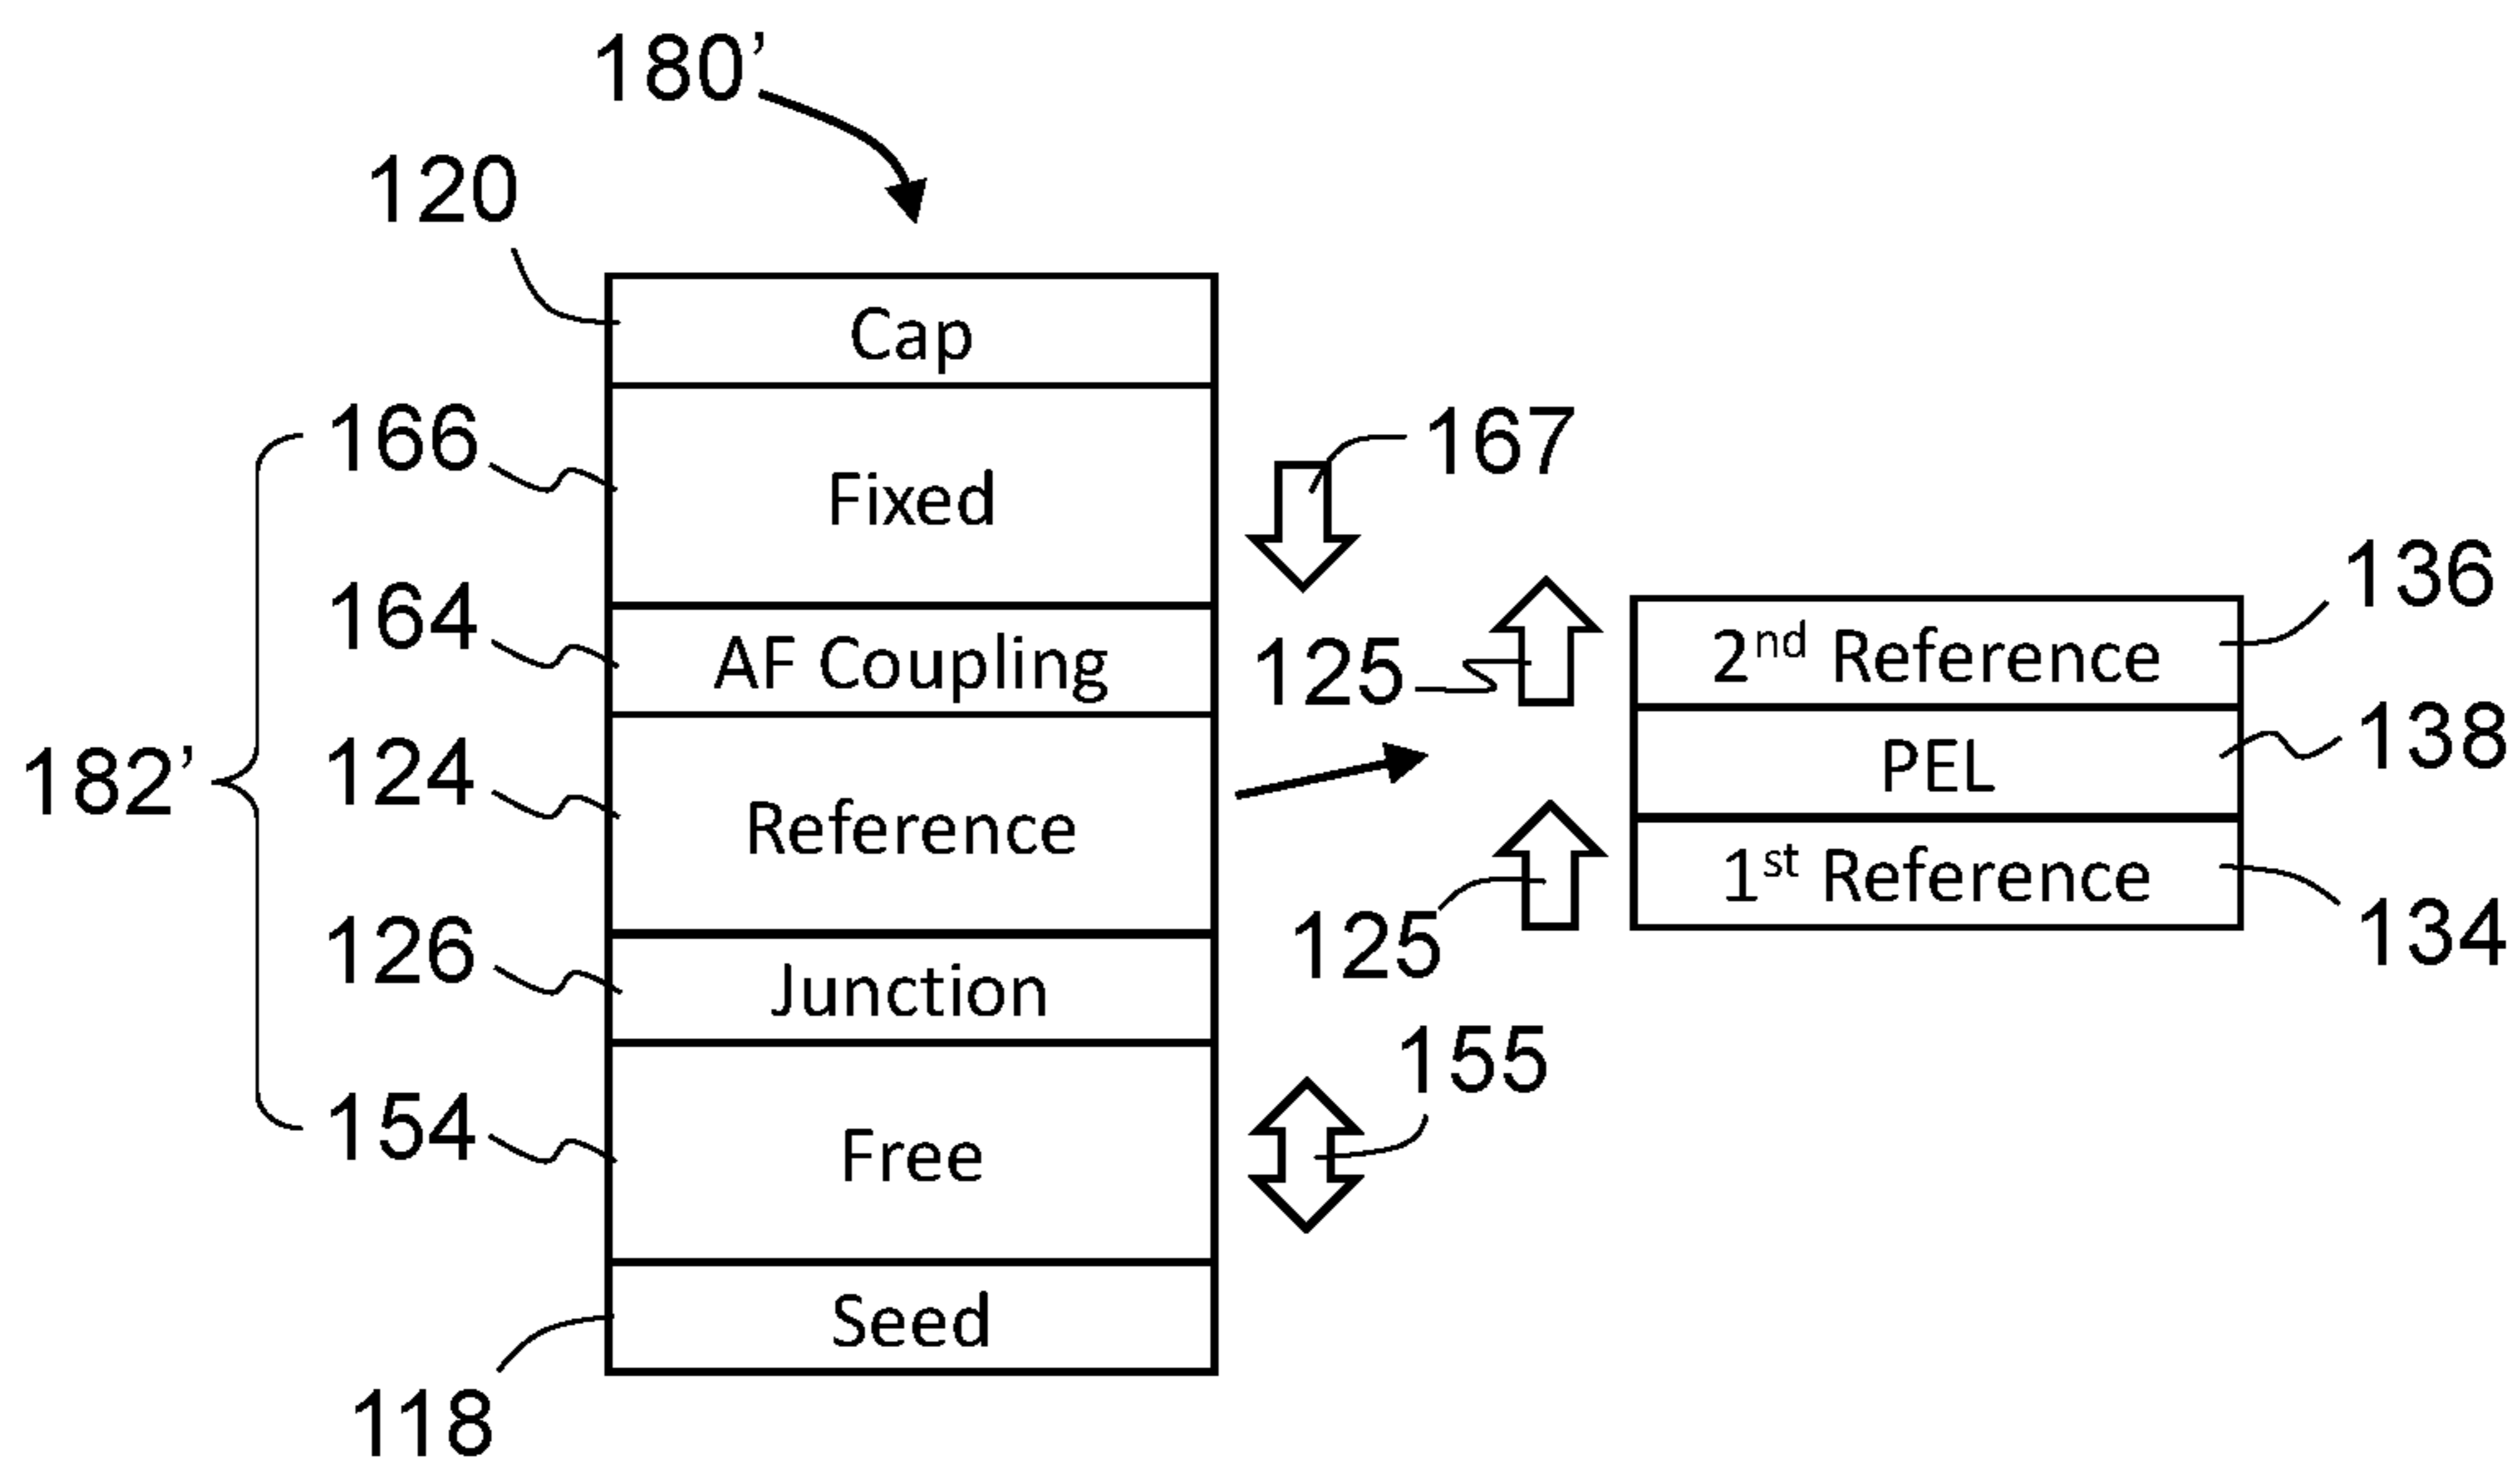 180’
120
Cap
166
Fixed
167
164
AF Coupling
125
2nd Reference
136
182’
124
Reference
PEL
138
125
1st Reference
134
126
Junction
155
154
Free
Seed
118